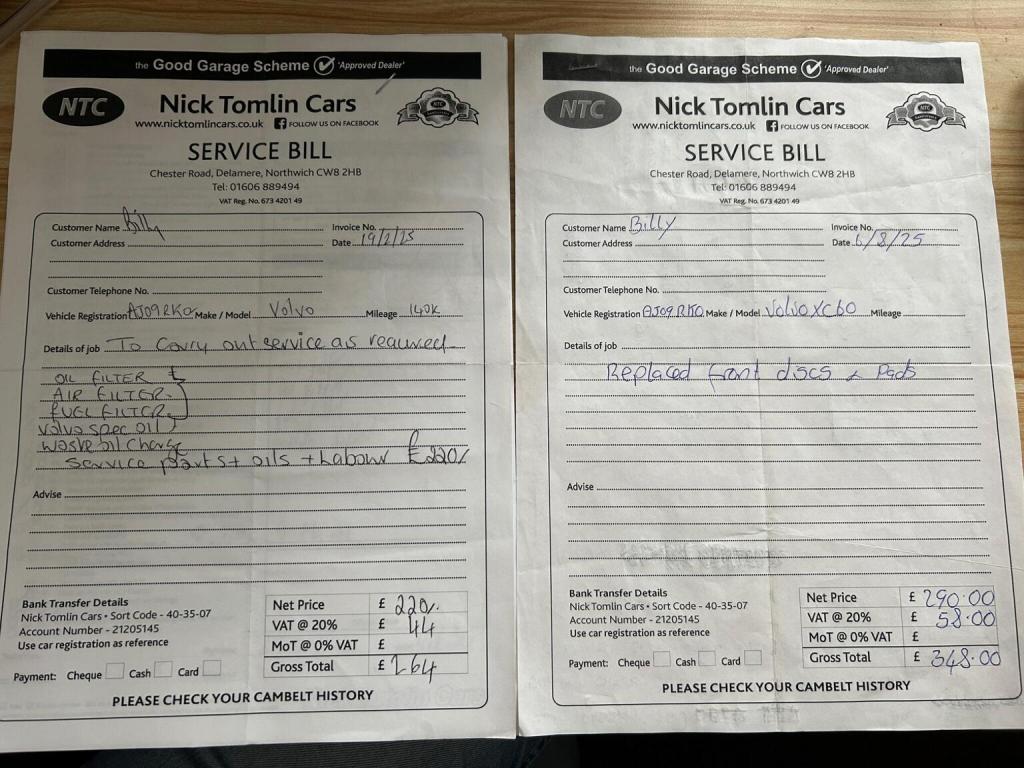 the Good Garage Scheme 'Approved Dealer'
NTC
Nick Tomlin Cars
NTC
www.nicktomlincars.co.uk FOLLOW US ON FACEBOOK
SERVICE BILL
Chester Road, Delamere, Northwich CW8 2HB
Tel: 01606 889494
VAT Reg. No. 673 4201 49
Customer Name Billy Invoice No.
Customer Address Date 19/2/25
Customer Telephone No.
Vehicle Registration AJ09RKO Make / Model Volvo Mileage 140K
Details of job To Carry out service as required
OIL FILTER
AIR FILTER
FUEL FILTER
Volvo spec oil
waste oil charge
Service parts + oils + Labour £220/
Advise
Bank Transfer Details
Nick Tomlin Cars • Sort Code - 40-35-07
Account Number - 21205145
Use car registration as reference
Net Price £ 220/
VAT @ 20% £ 44
MoT @ 0% VAT £
Gross Total £ 264
Payment: Cheque Cash Card
PLEASE CHECK YOUR CAMBELT HISTORY
the Good Garage Scheme 'Approved Dealer'
NTC
Nick Tomlin Cars
NTC
www.nicktomlincars.co.uk FOLLOW US ON FACEBOOK
SERVICE BILL
Chester Road, Delamere, Northwich CW8 2HB
Tel: 01606 889494
VAT Reg. No. 673 4201 49
Customer Name Billy Invoice No.
Customer Address Date 6/8/25
Customer Telephone No.
Vehicle Registration AJ09 RKO Make / Model Volvo XC60 Mileage
Details of job
Replaced front discs & Pads
Advise
Bank Transfer Details
Nick Tomlin Cars • Sort Code - 40-35-07
Account Number - 21205145
Use car registration as reference
Net Price £ 290.00
VAT @ 20% £ 58.00
MoT @ 0% VAT £
Gross Total £ 348.00
Payment: Cheque Cash Card
PLEASE CHECK YOUR CAMBELT HISTORY